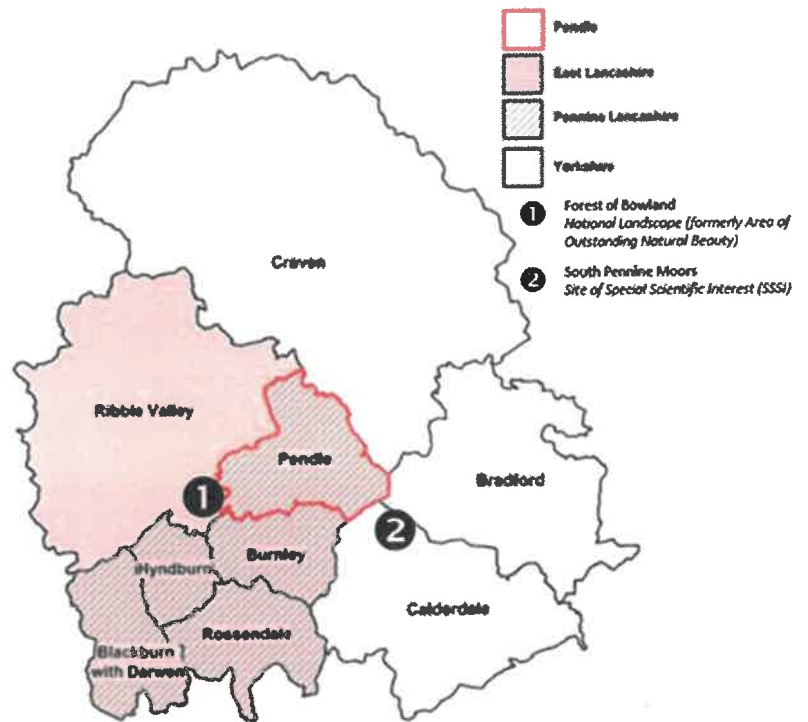 Pendle
East Lancashire
Pennine Lancashire
Yorkshire
1
Forest of Bowland
National Landscape (formerly Area of
Outstanding Natural Beauty)
2
South Pennine Moors
Site of Special Scientific Interest (SSSI)
Craven
Ribble Valley
Pendle
Bradford
1
2
Hyndburn
Burnley
Calderdale
Rossendale
Blackburn
with Darwen